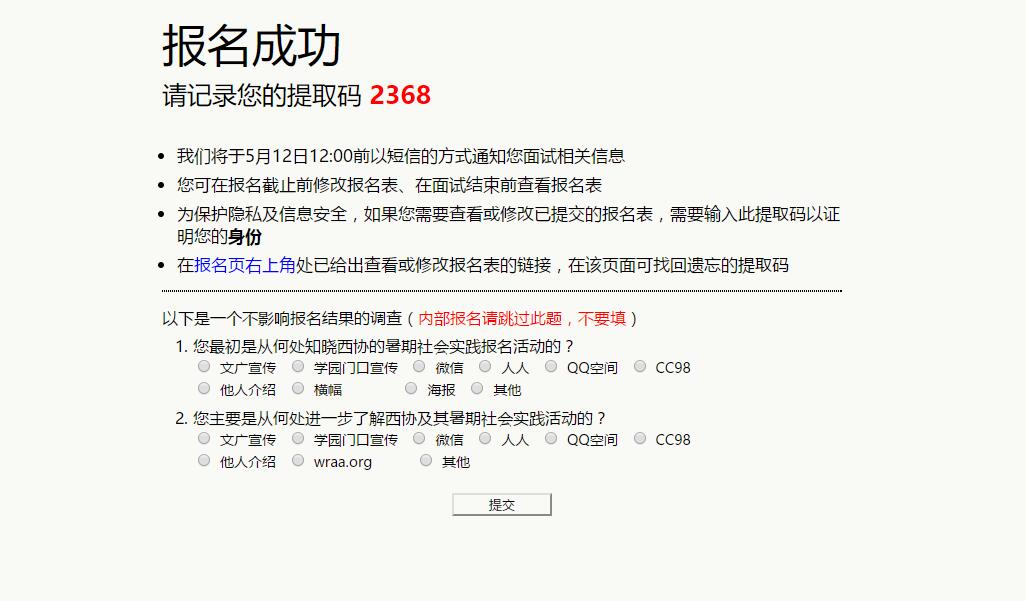 报名成功
请记录您的提取码 2368
我们将于5月12日12:00前以短信的方式通知您面试相关信息
您可在报名截止前修改报名表、在面试结束前查看报名表
为保护隐私及信息安全，如果您需要查看或修改已提交的报名表，需要输入此提取码以证
明您的身份
在报名页右上角处已给出查看或修改报名表的链接，在该页面可找回遗忘的提取码
以下是一个不影响报名结果的调查（内部报名请跳过此题，不要填）
1. 您最初是从何处知晓西协的暑期社会实践报名活动的？
文广宣传 学园门口宣传 微信 人人 QQ空间 CC98
他人介绍 横幅 海报 其他
2. 您主要是从何处进一步了解西协及其暑期社会实践活动的？
文广宣传 学园门口宣传 微信 人人 QQ空间 CC98
他人介绍 wraa.org 其他
提交